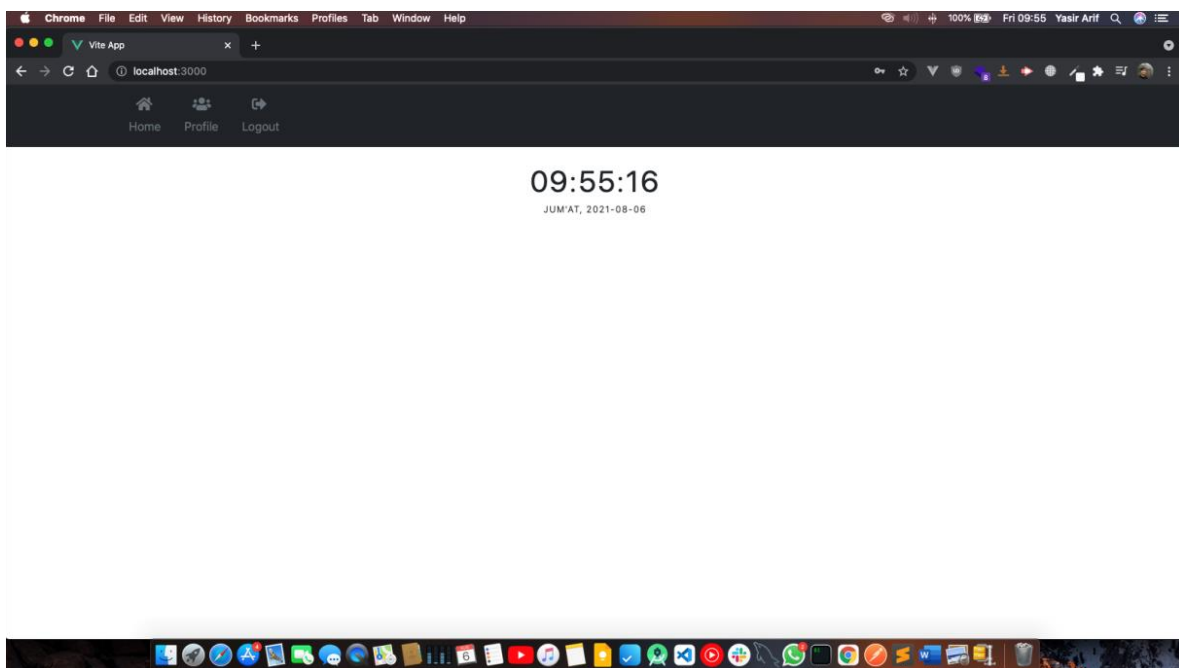 Chrome File Edit View History Bookmarks Profiles Tab Window Help 100% Fri 09:55 Yasir Arif
Vite App
localhost:3000
Home Profile Logout
09:55:16
JUM'AT, 2021-08-06
6